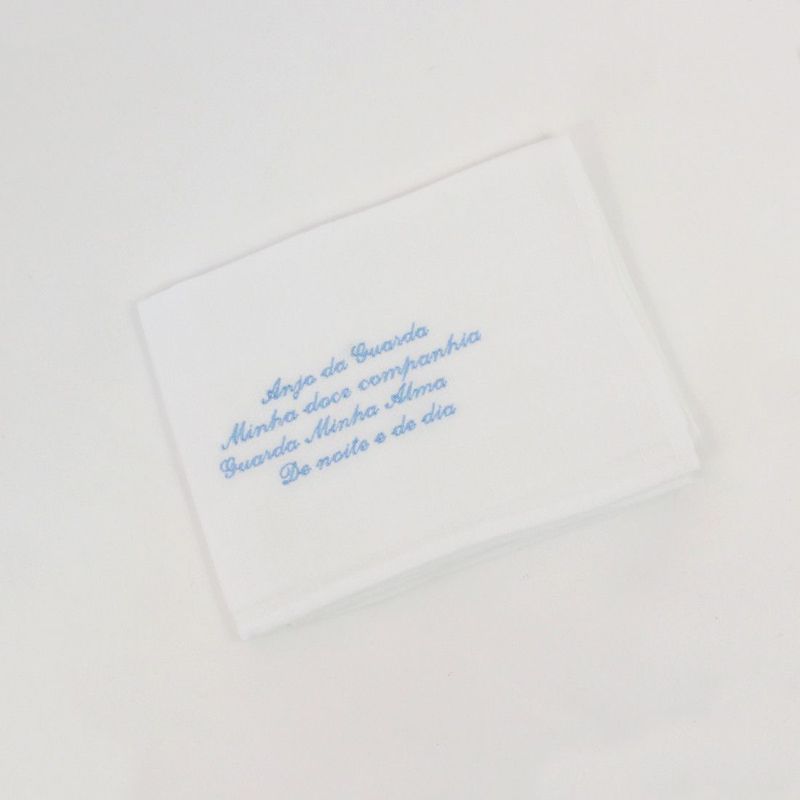 Anjo da Guarda
Minha doce companhia
Guarda Minha Alma
De noite e de dia